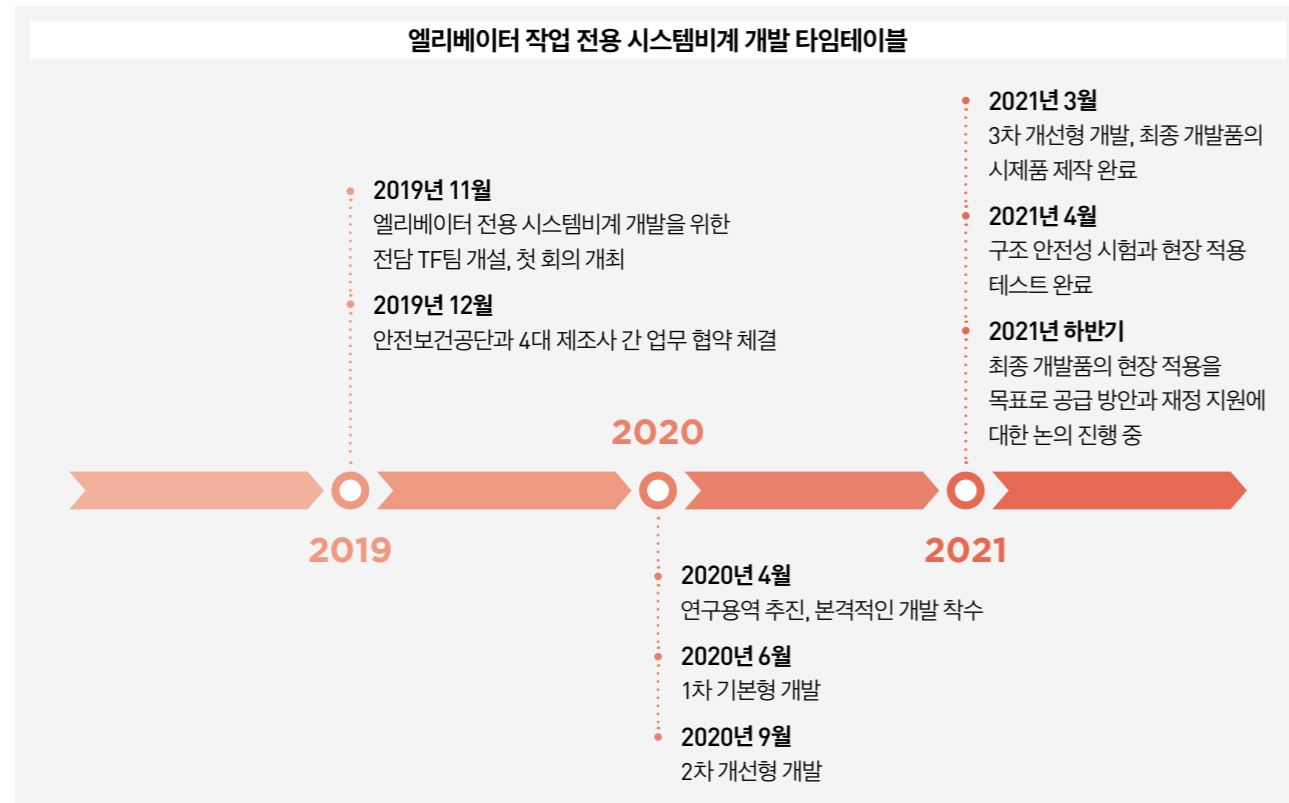 엘리베이터 작업 전용 시스템비계 개발 타임테이블
2019년 11월
엘리베이터 전용 시스템비계 개발을 위한
전담 TF팀 개설, 첫 회의 개최
2019년 12월
안전보건공단과 4대 제조사 간 업무 협약 체결
2019
2020
2020년 4월
연구용역 추진, 본격적인 개발 착수
2020년 6월
1차 기본형 개발
2020년 9월
2차 개선형 개발
2021년 3월
3차 개선형 개발, 최종 개발품의
시제품 제작 완료
2021년 4월
구조 안전성 시험과 현장 적용
테스트 완료
2021년 하반기
최종 개발품의 현장 적용을
목표로 공급 방안과 재정 지원에
대한 논의 진행 중
2021